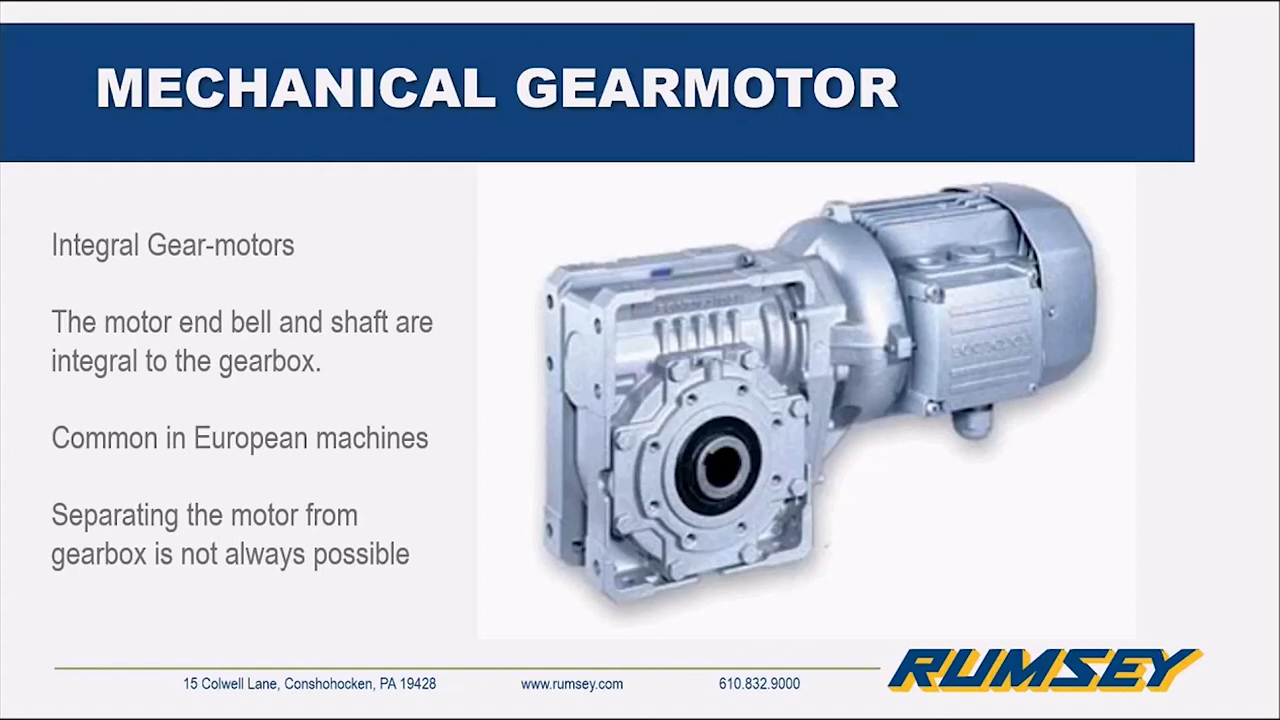 MECHANICAL GEARMOTOR
Integral Gear-motors
The motor end bell and shaft are
integral to the gearbox.
Common in European machines
Separating the motor from
gearbox is not always possible
15 Colwell Lane, Conshohocken, PA 19428
www.rumsey.com
610.832.9000
RUMSEY